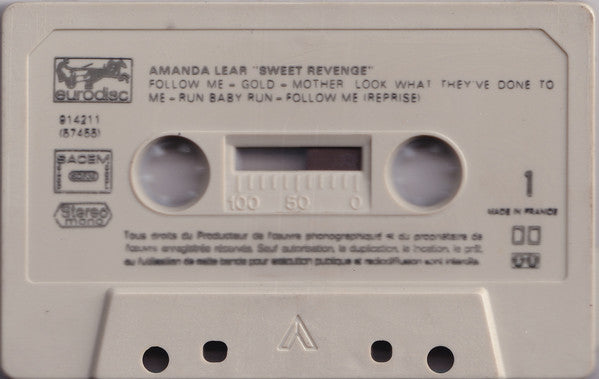 eurodisc
AMANDA LEAR "SWEET REVENGE"
FOLLOW ME - GOLD - MOTHER LOOK WHAT THEY'VE DONE TO
ME - RUN BABY RUN - FOLLOW ME (REPRISE)
914211
(57455)
SACEM
Stereo
mono
100 50 0
1
MADE IN FRANCE
Tous droits du Producteur de l'œuvre phonographique et du propriétaire de
l'œuvre enregistrée réservés. Sauf autorisation, la duplication, la location, le prêt,
ou l'utilisation de cette bande pour exécution publique et radiodiffusion sont interdits.